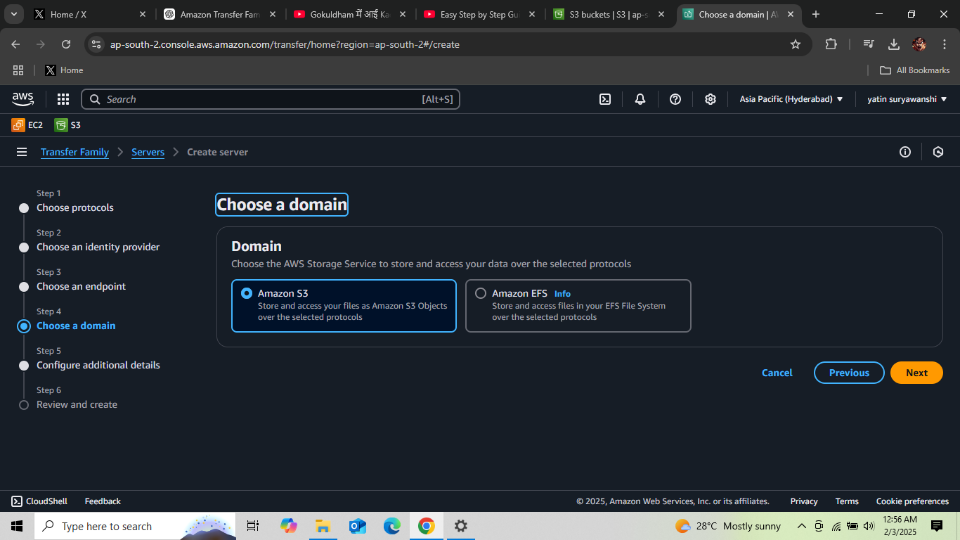 Home / X
Amazon Transfer Fam
Gokuldham में आई Ka
Easy Step by Step Gu
S3 buckets | S3 | ap-s
Choose a domain | A
ap-south-2.console.aws.amazon.com/transfer/home?region=ap-south-2#/create
Home
All Bookmarks
aws
Search
[Alt+S]
Asia Pacific (Hyderabad)
yatin suryawanshi
EC2
S3
Transfer Family
Servers
Create server
Step 1
Choose protocols
Step 2
Choose an identity provider
Step 3
Choose an endpoint
Step 4
Choose a domain
Step 5
Configure additional details
Step 6
Review and create
Choose a domain
Domain
Choose the AWS Storage Service to store and access your data over the selected protocols
Amazon S3
Store and access your files as Amazon S3 Objects
over the selected protocols
Amazon EFS Info
Store and access files in your EFS File System
over the selected protocols
Cancel
Previous
Next
CloudShell
Feedback
© 2025, Amazon Web Services, Inc. or its affiliates.
Privacy
Terms
Cookie preferences
Type here to search
28°C Mostly sunny
12:56 AM
2/3/2025